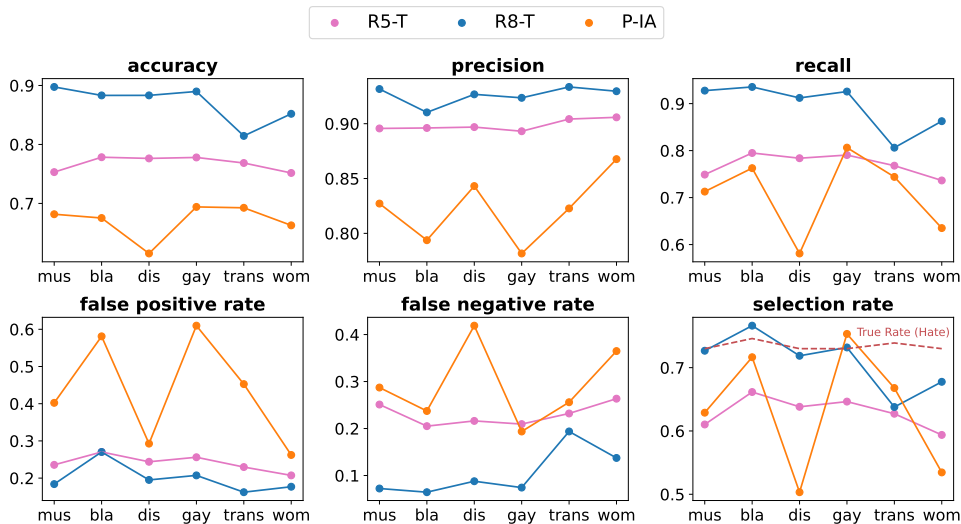 R5-T R8-T P-IA
accuracy
0.9
0.8
0.7
mus bla dis gay trans wom
precision
0.90
0.85
0.80
mus bla dis gay trans wom
recall
0.9
0.8
0.7
0.6
mus bla dis gay trans wom
false positive rate
0.6
0.5
0.4
0.3
0.2
mus bla dis gay trans wom
false negative rate
0.4
0.3
0.2
0.1
mus bla dis gay trans wom
selection rate
True Rate (Hate)
0.7
0.6
0.5
mus bla dis gay trans wom